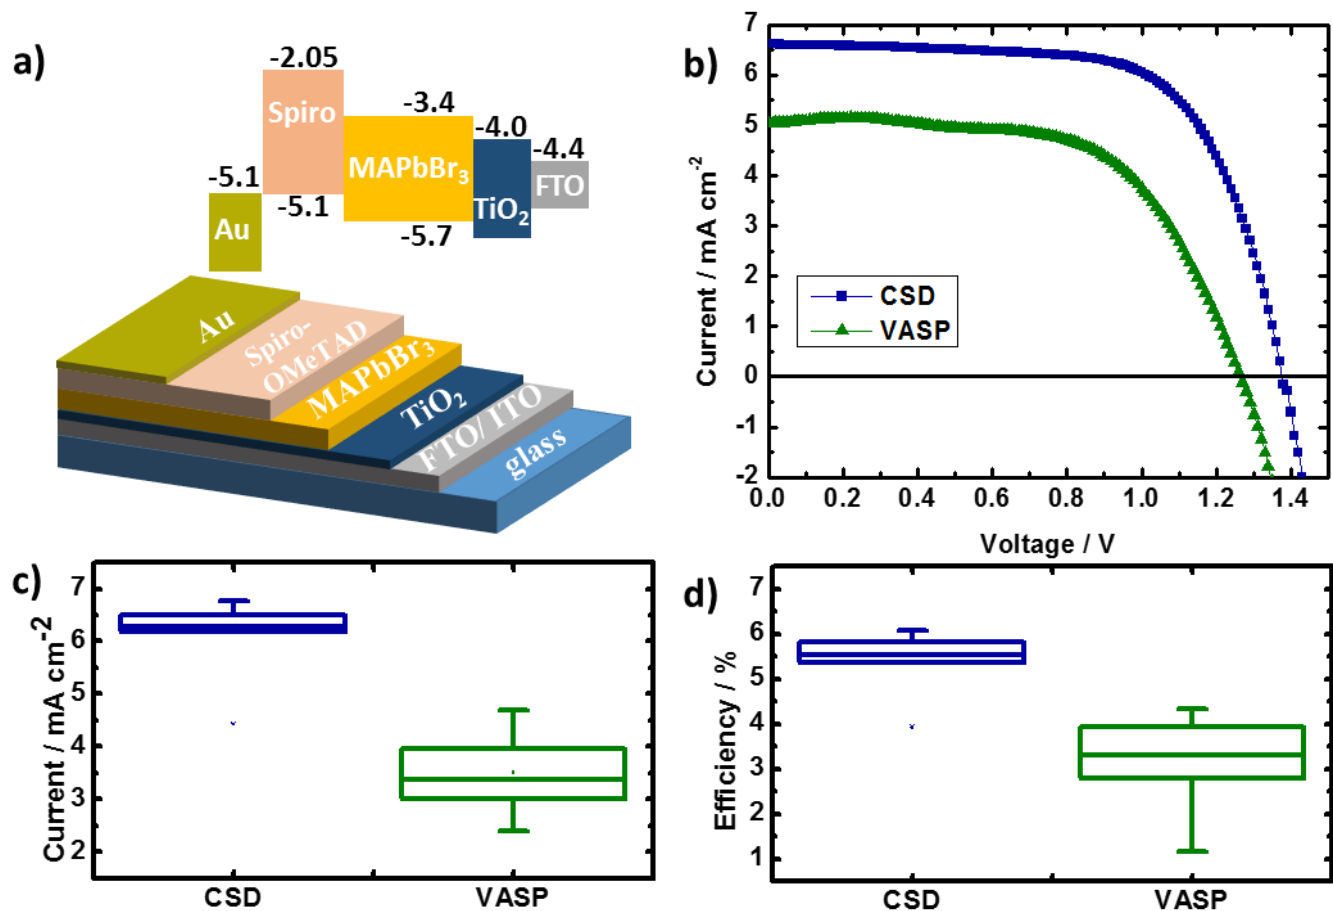 a)
-2.05
Spiro
-3.4
-4.0
-4.4
MAPbBr₃
TiO₂
FTO
-5.1
-5.1
-5.7
Au
Au
Spiro-
OMeTAD
MAPbBr₃
TiO₂
FTO/ ITO
glass
b)
Current / mA cm⁻²
7
6
5
4
3
2
1
0
-1
-2
CSD
VASP
0.0 0.2 0.4 0.6 0.8 1.0 1.2 1.4
Voltage / V
c)
Current / mA cm⁻²
7
6
5
4
3
2
CSD VASP
d)
Efficiency / %
7
6
5
4
3
2
1
CSD VASP